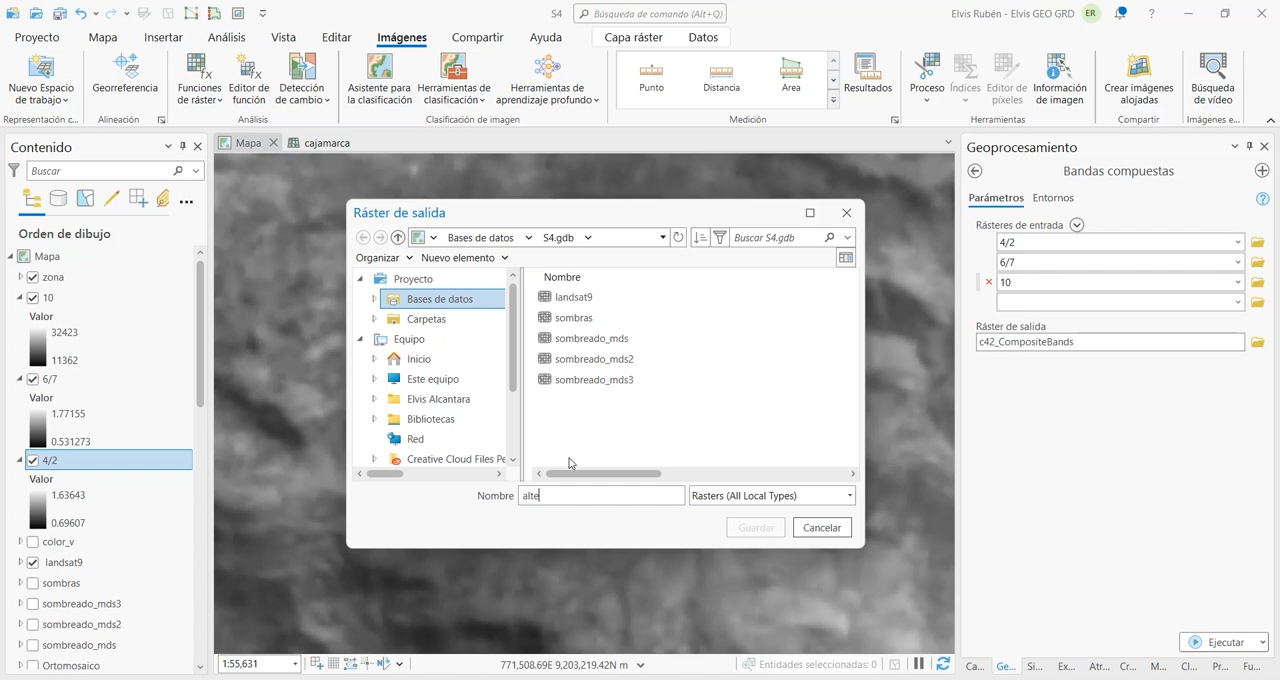 S4
Búsqueda de comando (Alt+Q)
Elvis Rubén - Elvis GEO GRD
ER
Proyecto
Mapa
Insertar
Análisis
Vista
Editar
Imágenes
Compartir
Ayuda
Capa ráster
Datos
Nuevo Espacio de trabajo
Georreferencia
Funciones de ráster
Editor de función
Detección de cambio
Asistente para la clasificación
Herramientas de clasificación
Herramientas de aprendizaje profundo
Punto
Distancia
Area
Resultados
Proceso
Índices
Editor de píxeles
Información de imagen
Crear imágenes alojadas
Búsqueda de vídeo
Representación c...
Alineación
Análisis
Clasificación de imagen
Medición
Herramientas
Compartir
Imágenes e...
Contenido
Buscar
Orden de dibujo
Mapa
zona
10
Valor
32423
11362
6/7
Valor
1.77155
0.531273
4/2
Valor
1.63643
0.69607
color_v
landsat9
sombras
sombreado_mds3
sombreado_mds2
sombreado_mds
Ortomosaico
Mapa
cajamarca
Ráster de salida
Bases de datos
S4.gdb
Buscar S4.gdb
Organizar
Nuevo elemento
Proyecto
Bases de datos
Carpetas
Equipo
Inicio
Este equipo
Elvis Alcantara
Bibliotecas
Red
Creative Cloud Files Pe
Nombre
landsat9
sombras
sombreado_mds
sombreado_mds2
sombreado_mds3
Nombre
alte
Rasters (All Local Types)
Guardar
Cancelar
1:55,631
771,508.69E 9,203,219.42N m
Entidades seleccionadas: 0
Geoprocesamiento
Bandas compuestas
Parámetros
Entornos
Rásteres de entrada
4/2
6/7
10
Ráster de salida
c42_CompositeBands
Ejecutar
Ca...
Ge...
Si...
Ex...
Atr...
Cr...
M...
Cl...
Pr...
Fu...